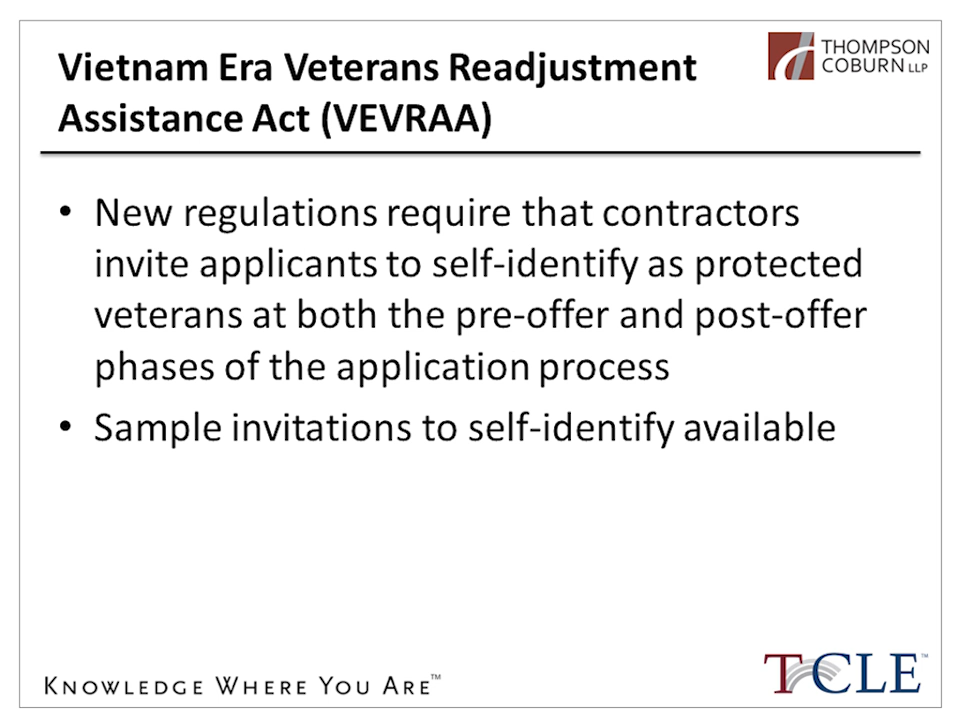 Vietnam Era Veterans Readjustment
Assistance Act (VEVRAA)
THOMPSON
COBURN LLP
• New regulations require that contractors
invite applicants to self-identify as protected
veterans at both the pre-offer and post-offer
phases of the application process
• Sample invitations to self-identify available
KNOWLEDGE WHERE YOU ARE™
TCLE™